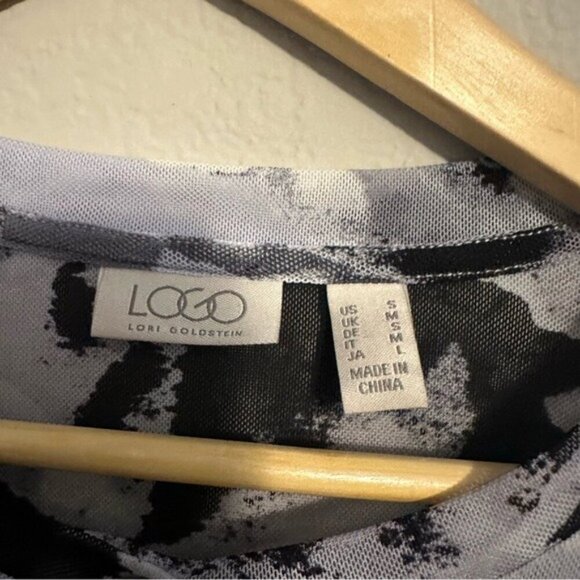 LOGO
LORI GOLDSTEIN
US S
UK M
DE S
IT M
JA L
MADE IN
CHINA